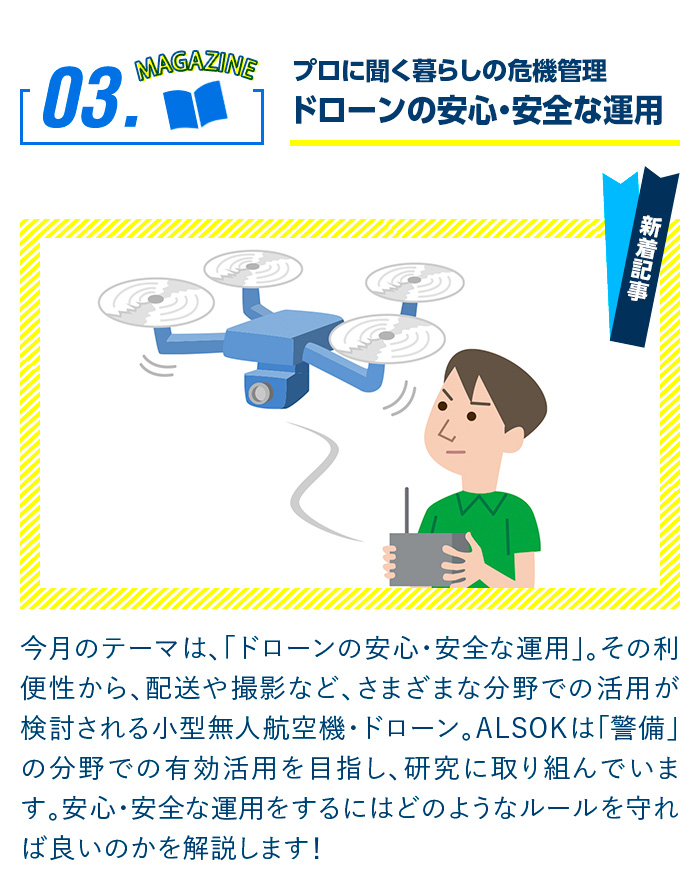 03.
MAGAZINE
プロに聞く暮らしの危機管理
ドローンの安心・安全な運用
新着記事
今月のテーマは、「ドローンの安心・安全な運用」。その利
便性から、配送や撮影など、さまざまな分野での活用が
検討される小型無人航空機・ドローン。ALSOKは「警備」
の分野での有効活用を目指し、研究に取り組んでいま
す。安心・安全な運用をするにはどのようなルールを守れ
ば良いのかを解説します!